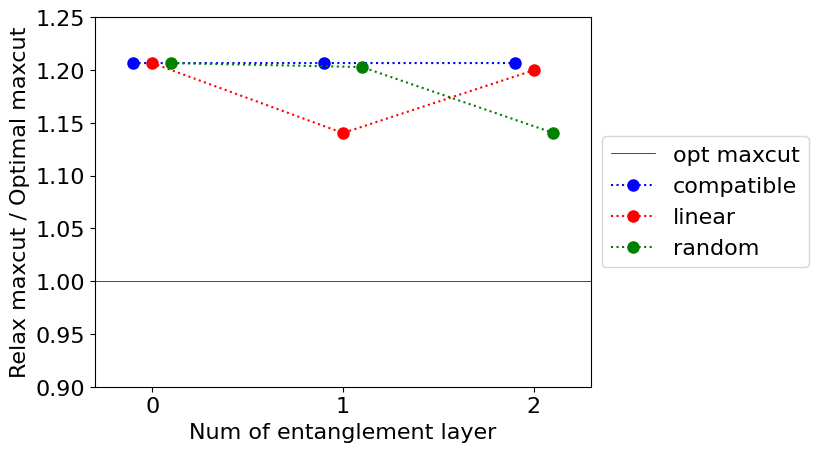 Relax maxcut / Optimal maxcut
1.25
1.20
1.15
1.10
1.05
1.00
0.95
0.90
0
1
2
Num of entanglement layer
opt maxcut
compatible
linear
random